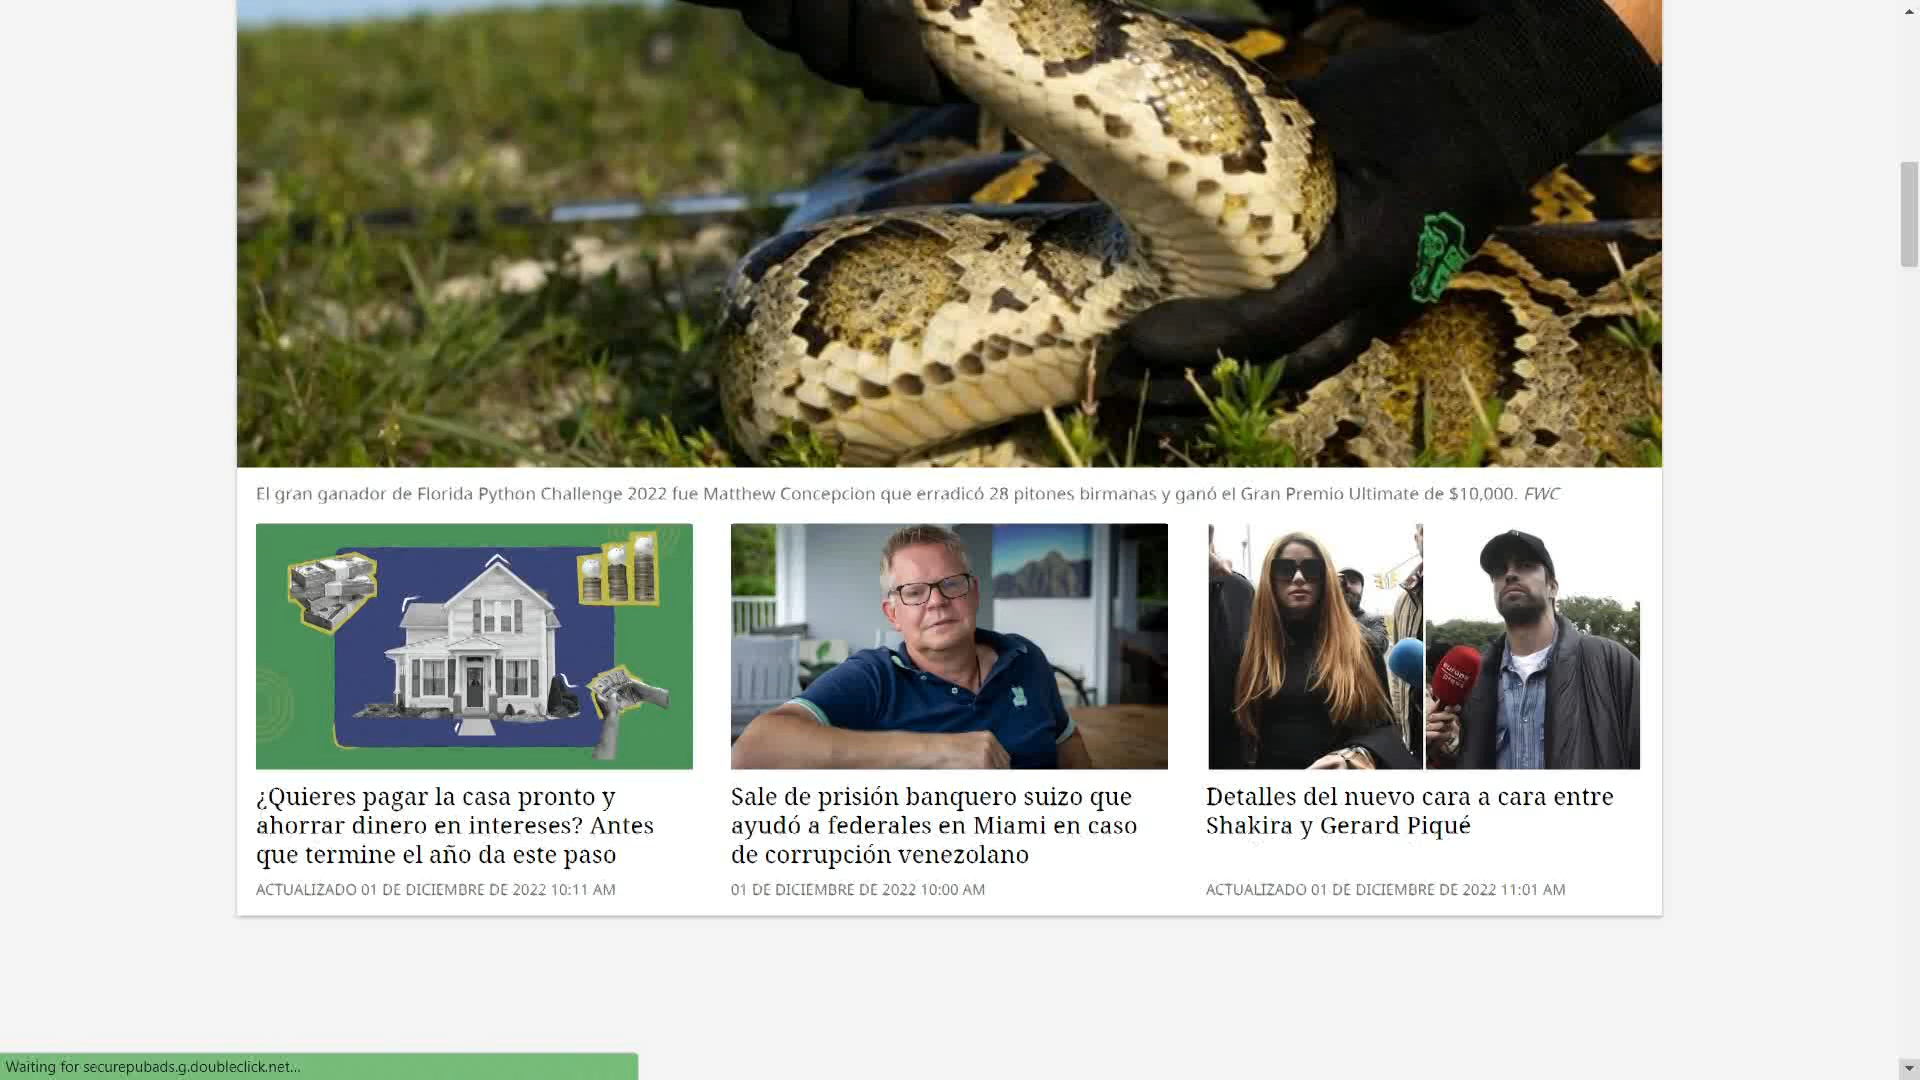 El gran ganador de Florida Python Challenge 2022 fue Matthew Concepcion que erradicó 28 pitones birmanas y ganó el Gran Premio Ultimate de $10,000. FWC
europa
press
¿Quieres pagar la casa pronto y
ahorrar dinero en intereses? Antes
que termine el año da este paso
ACTUALIZADO 01 DE DICIEMBRE DE 2022 10:11 AM
Sale de prisión banquero suizo que
ayudó a federales en Miami en caso
de corrupción venezolano
01 DE DICIEMBRE DE 2022 10:00 AM
Detalles del nuevo cara a cara entre
Shakira y Gerard Piqué
ACTUALIZADO 01 DE DICIEMBRE DE 2022 11:01 AM
Waiting for securepubads.g.doubleclick.net...